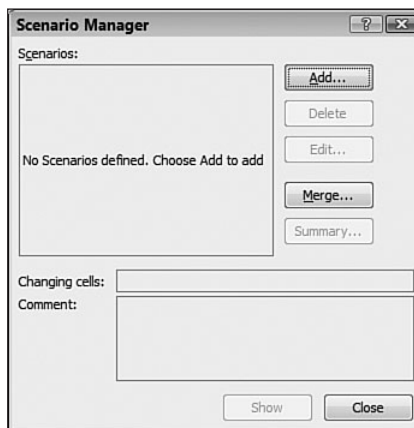 Scenario Manager ? X
Scenarios:
Add...
Delete
No Scenarios defined. Choose Add to add
Edit...
Merge...
Summary...
Changing cells:
Comment:
Show
Close